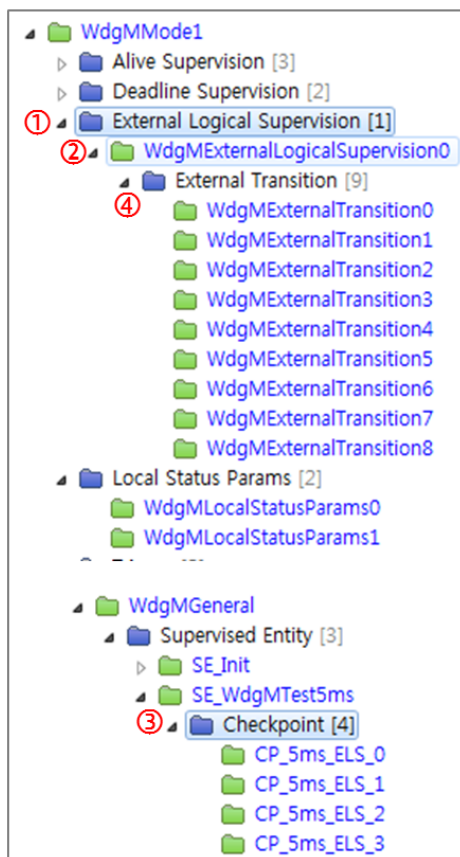 WdgMMode1
Alive Supervision [3]
Deadline Supervision [2]
① External Logical Supervision [1]
② WdgMExternalLogicalSupervision0
④ External Transition [9]
WdgMExternalTransition0
WdgMExternalTransition1
WdgMExternalTransition2
WdgMExternalTransition3
WdgMExternalTransition4
WdgMExternalTransition5
WdgMExternalTransition6
WdgMExternalTransition7
WdgMExternalTransition8
Local Status Params [2]
WdgMLocalStatusParams0
WdgMLocalStatusParams1
WdgMGeneral
Supervised Entity [3]
SE_Init
SE_WdgMTest5ms
③ Checkpoint [4]
CP_5ms_ELS_0
CP_5ms_ELS_1
CP_5ms_ELS_2
CP_5ms_ELS_3